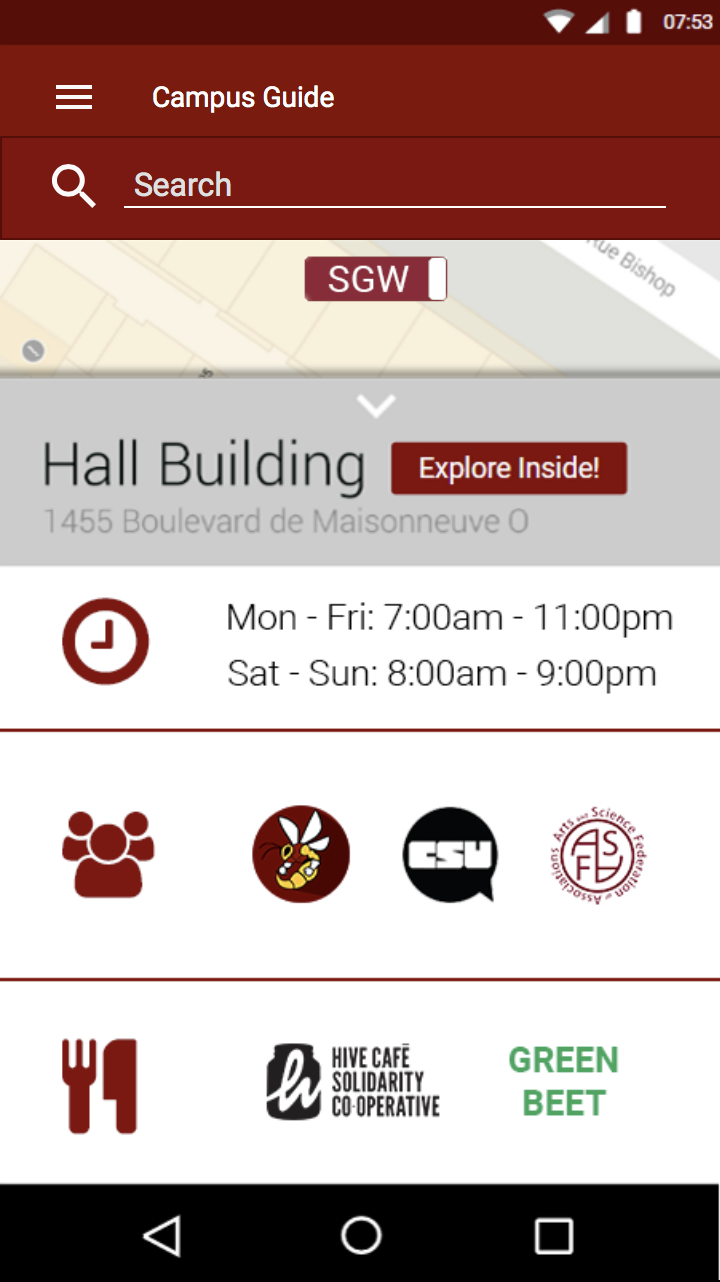 07:53
Campus Guide
Search
SGW
Rue Bishop
Hall Building
Explore Inside!
1455 Boulevard de Maisonneuve O
Mon - Fri: 7:00am - 11:00pm
Sat - Sun: 8:00am - 9:00pm
CSU
Arts and Science Federation of Associations
ASFA
HIVE CAFÉ
SOLIDARITY
CO-OPERATIVE
GREEN
BEET